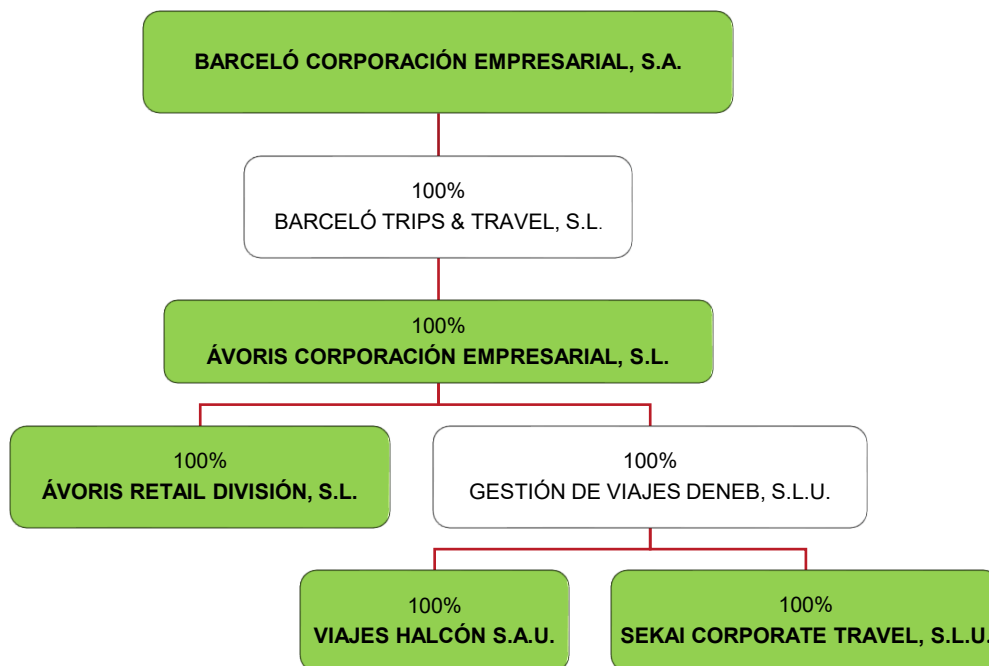 BARCELÓ CORPORACIÓN EMPRESARIAL, S.A.
100%
BARCELÓ TRIPS & TRAVEL, S.L.
100%
ÁVORIS CORPORACIÓN EMPRESARIAL, S.L.
100%
ÁVORIS RETAIL DIVISIÓN, S.L.
100%
GESTIÓN DE VIAJES DENEB, S.L.U.
100%
VIAJES HALCÓN S.A.U.
100%
SEKAI CORPORATE TRAVEL, S.L.U.